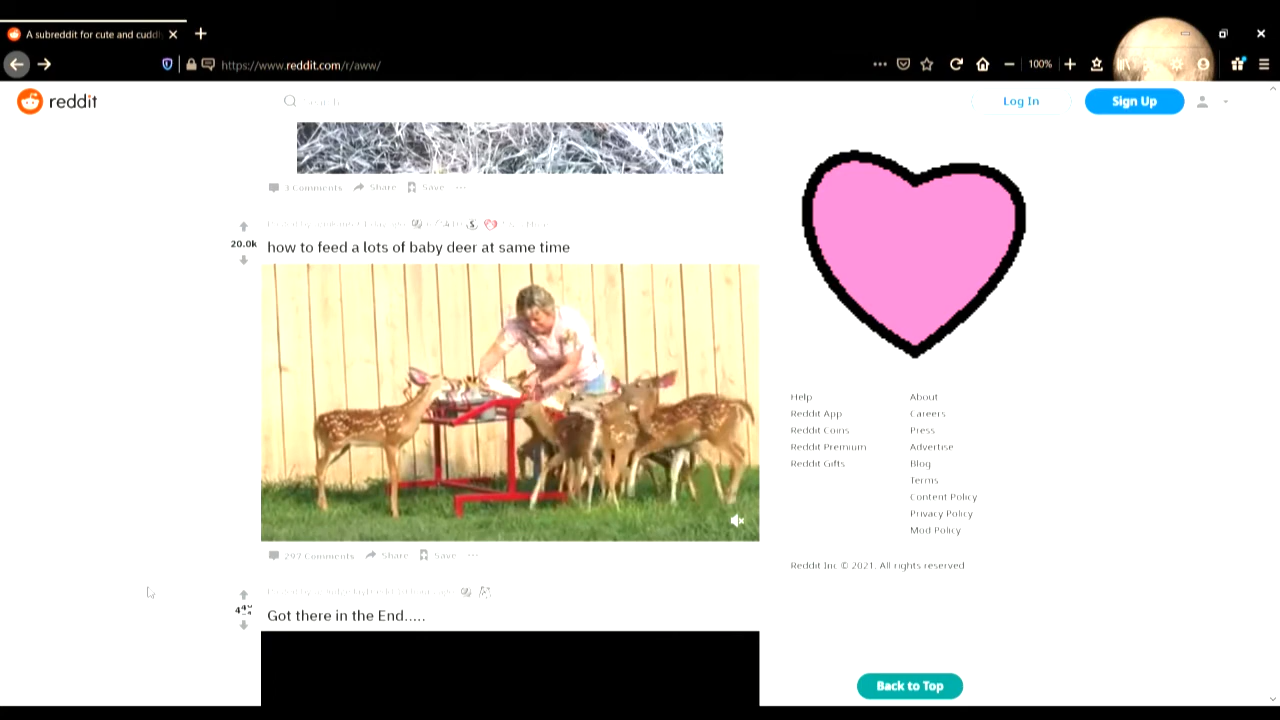 A subreddit for cute and cuddl
https://www.reddit.com/r/aww/
100%
reddit
Search
Log In
Sign Up
3 Comments
Share
Save
20.0k
how to feed a lots of baby deer at same time
297 Comments
Share
Save
Got there in the End.....
Help
About
Reddit App
Careers
Reddit Coins
Press
Reddit Premium
Advertise
Reddit Gifts
Blog
Terms
Content Policy
Privacy Policy
Mod Policy
Reddit Inc © 2021. All rights reserved
Back to Top